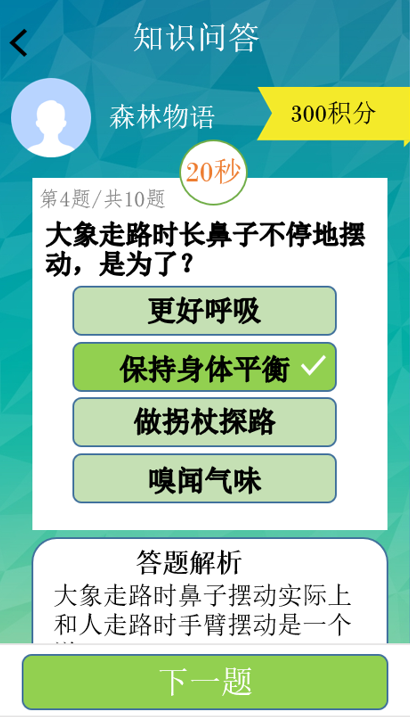 知识问答
森林物语
300积分
20秒
第4题/共10题
大象走路时长鼻子不停地摆
动，是为了?
更好呼吸
保持身体平衡
做拐杖探路
嗅闻气味
答题解析
大象走路时鼻子摆动实际上
和人走路时手臂摆动是一个
下一题